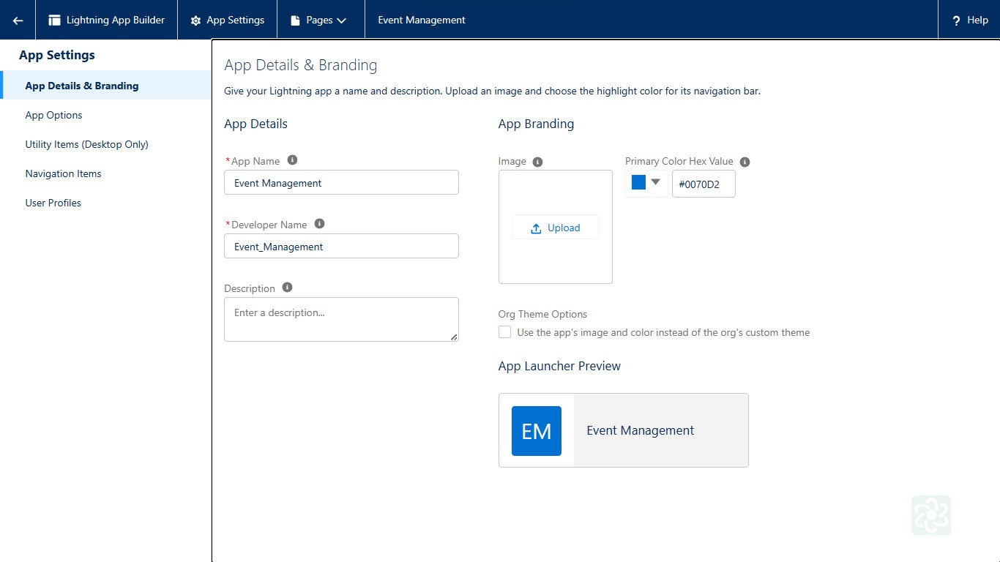 Lightning App Builder
App Settings
Pages
Event Management
? Help
App Settings
App Details & Branding
App Options
Utility Items (Desktop Only)
Navigation Items
User Profiles
App Details & Branding
Give your Lightning app a name and description. Upload an image and choose the highlight color for its navigation bar.
App Details
*App Name
Event Management
*Developer Name
Event_Management
Description
Enter a description...
App Branding
Image
Upload
Primary Color Hex Value
#0070D2
Org Theme Options
Use the app's image and color instead of the org's custom theme
App Launcher Preview
EM
Event Management